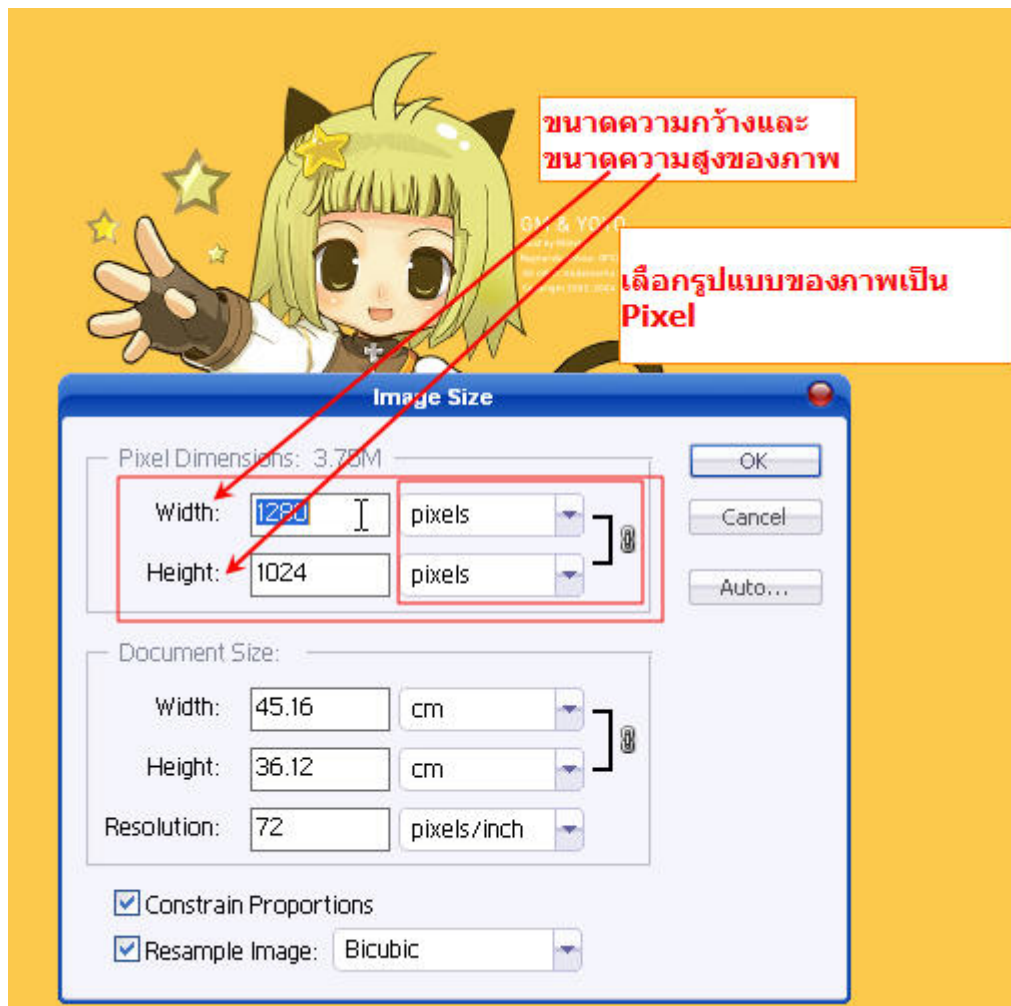 ขนาดความกว้างและ
ขนาดความสูงของภาพ
GM & YOYO
เลือกรูปแบบของภาพเป็น
Pixel
Image Size
Pixel Dimensions: 3.75M
Width: 1280 pixels
Height: 1024 pixels
OK
Cancel
Auto...
Document Size:
Width: 45.16 cm
Height: 36.12 cm
Resolution: 72 pixels/inch
Constrain Proportions
Resample Image: Bicubic